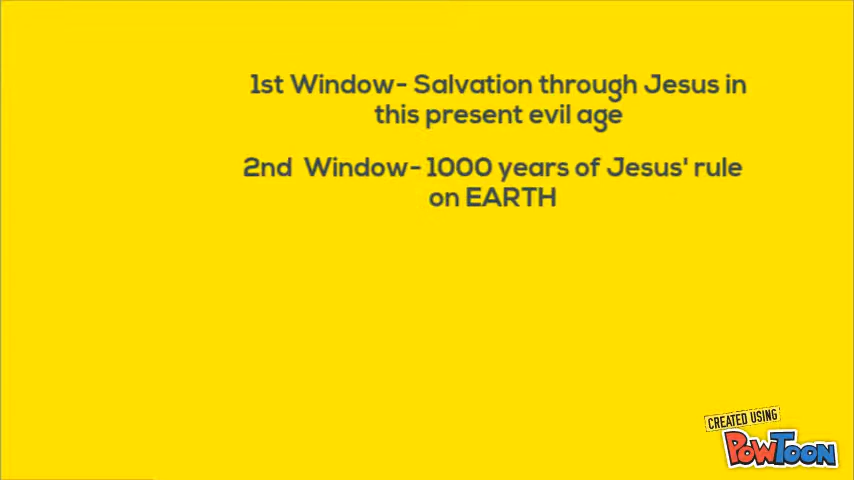 1st Window- Salvation through Jesus in
this present evil age
2nd  Window- 1000 years of Jesus' rule
on EARTH
CREATED USING
POWTOON